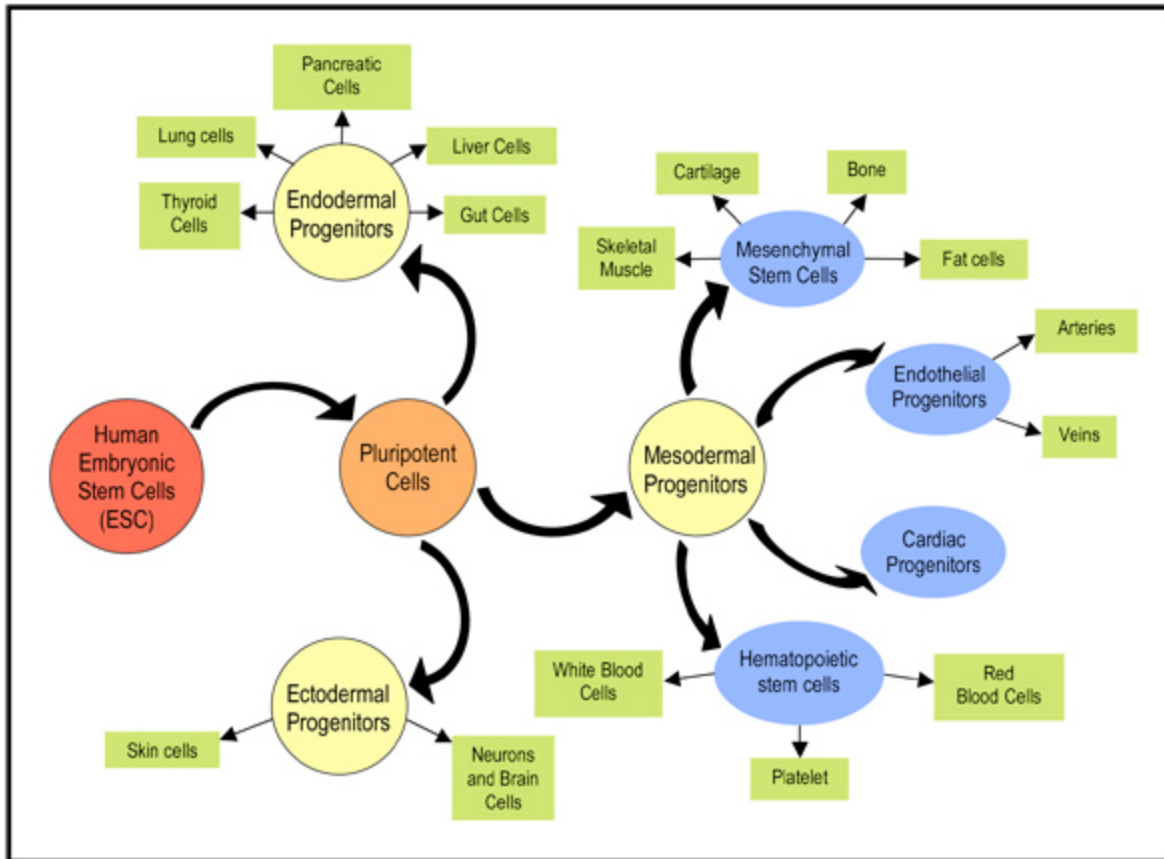 Pancreatic
Cells
Lung cells
Liver Cells
Thyroid
Cells
Endodermal
Progenitors
Gut Cells
Cartilage
Bone
Skeletal
Muscle
Mesenchymal
Stem Cells
Fat cells
Arteries
Endothelial
Progenitors
Veins
Human
Embryonic
Stem Cells
(ESC)
Pluripotent
Cells
Mesodermal
Progenitors
Cardiac
Progenitors
White Blood
Cells
Hematopoietic
stem cells
Red
Blood Cells
Platelet
Ectodermal
Progenitors
Skin cells
Neurons
and Brain
Cells